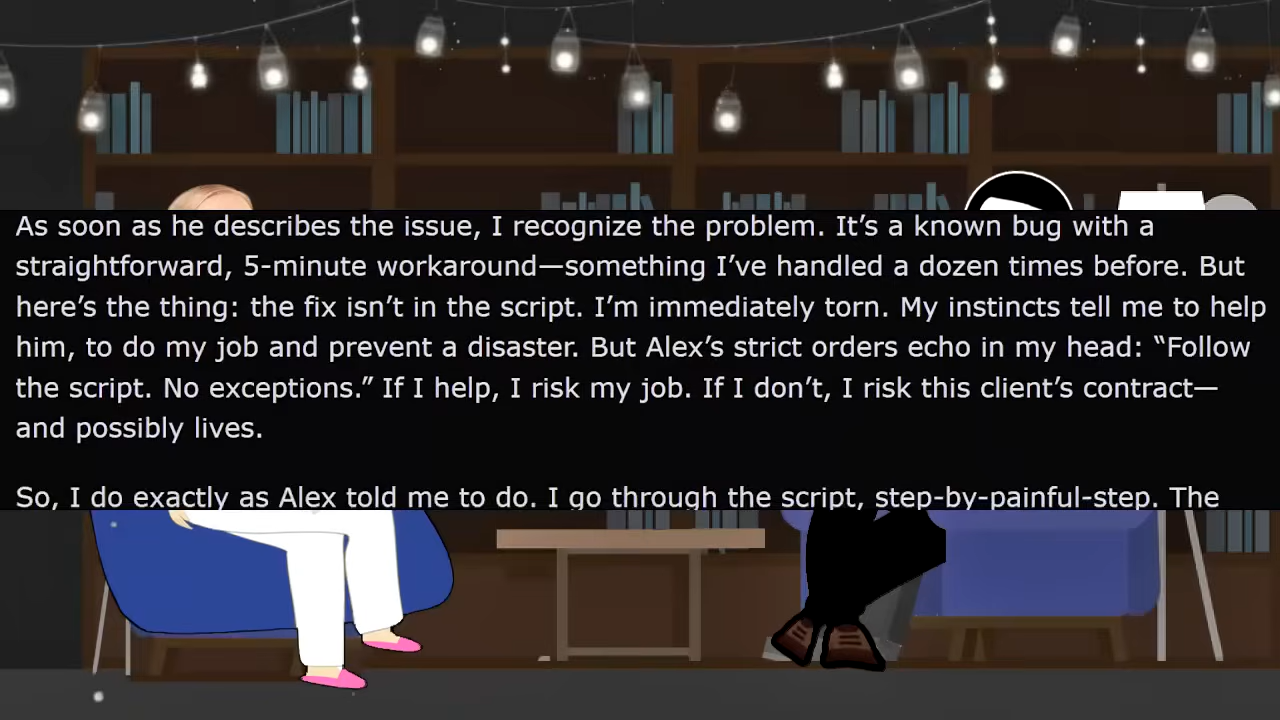 As soon as he describes the issue, I recognize the problem. It’s a known bug with a
straightforward, 5-minute workaround—something I’ve handled a dozen times before. But
here’s the thing: the fix isn’t in the script. I’m immediately torn. My instincts tell me to help
him, to do my job and prevent a disaster. But Alex’s strict orders echo in my head: “Follow
the script. No exceptions.” If I help, I risk my job. If I don’t, I risk this client’s contract—
and possibly lives.
So, I do exactly as Alex told me to do. I go through the script, step-by-painful-step. The